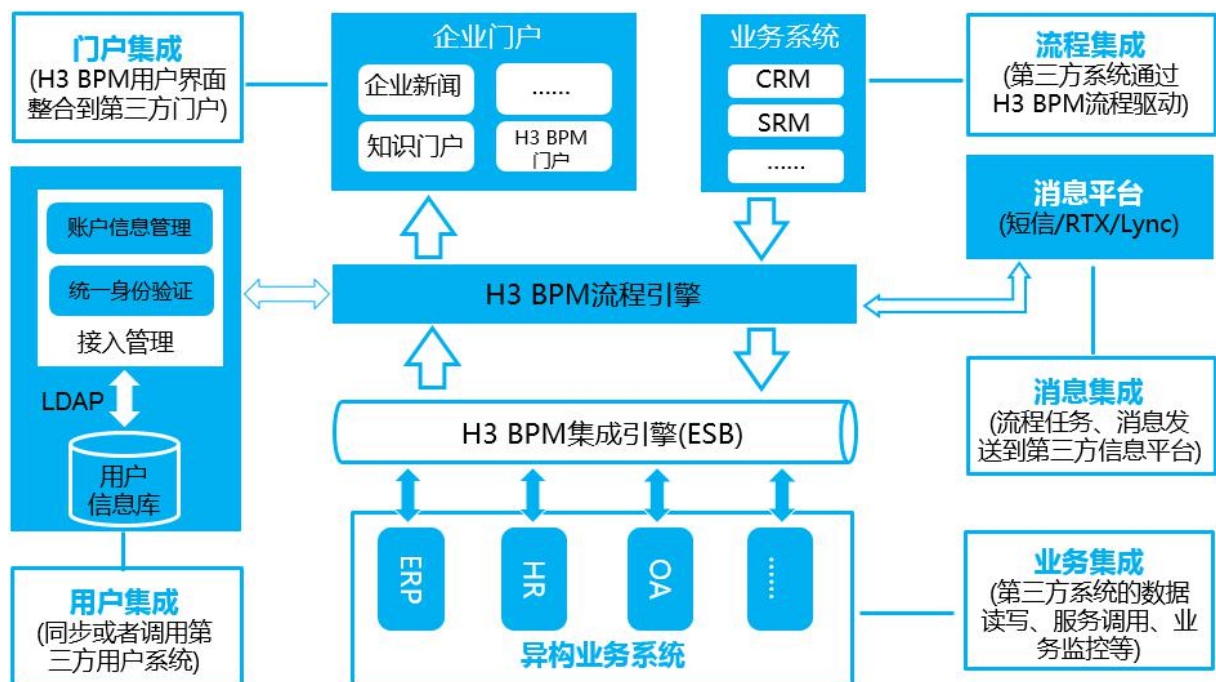 门户集成
(H3 BPM用户界面
整合到第三方门户)
企业门户
企业新闻
......
知识门户
H3 BPM
门户
业务系统
CRM
SRM
......
流程集成
(第三方系统通过
H3 BPM流程驱动)
账户信息管理
统一身份验证
接入管理
LDAP
用户
信息库
H3 BPM流程引擎
消息平台
(短信/RTX/Lync)
H3 BPM集成引擎(ESB)
消息集成
(流程任务、消息发
送到第三方信息平台)
用户集成
(同步或者调用第
三方用户系统)
ERP
HR
OA
......
异构业务系统
业务集成
(第三方系统的数据
读写、服务调用、业
务监控等)